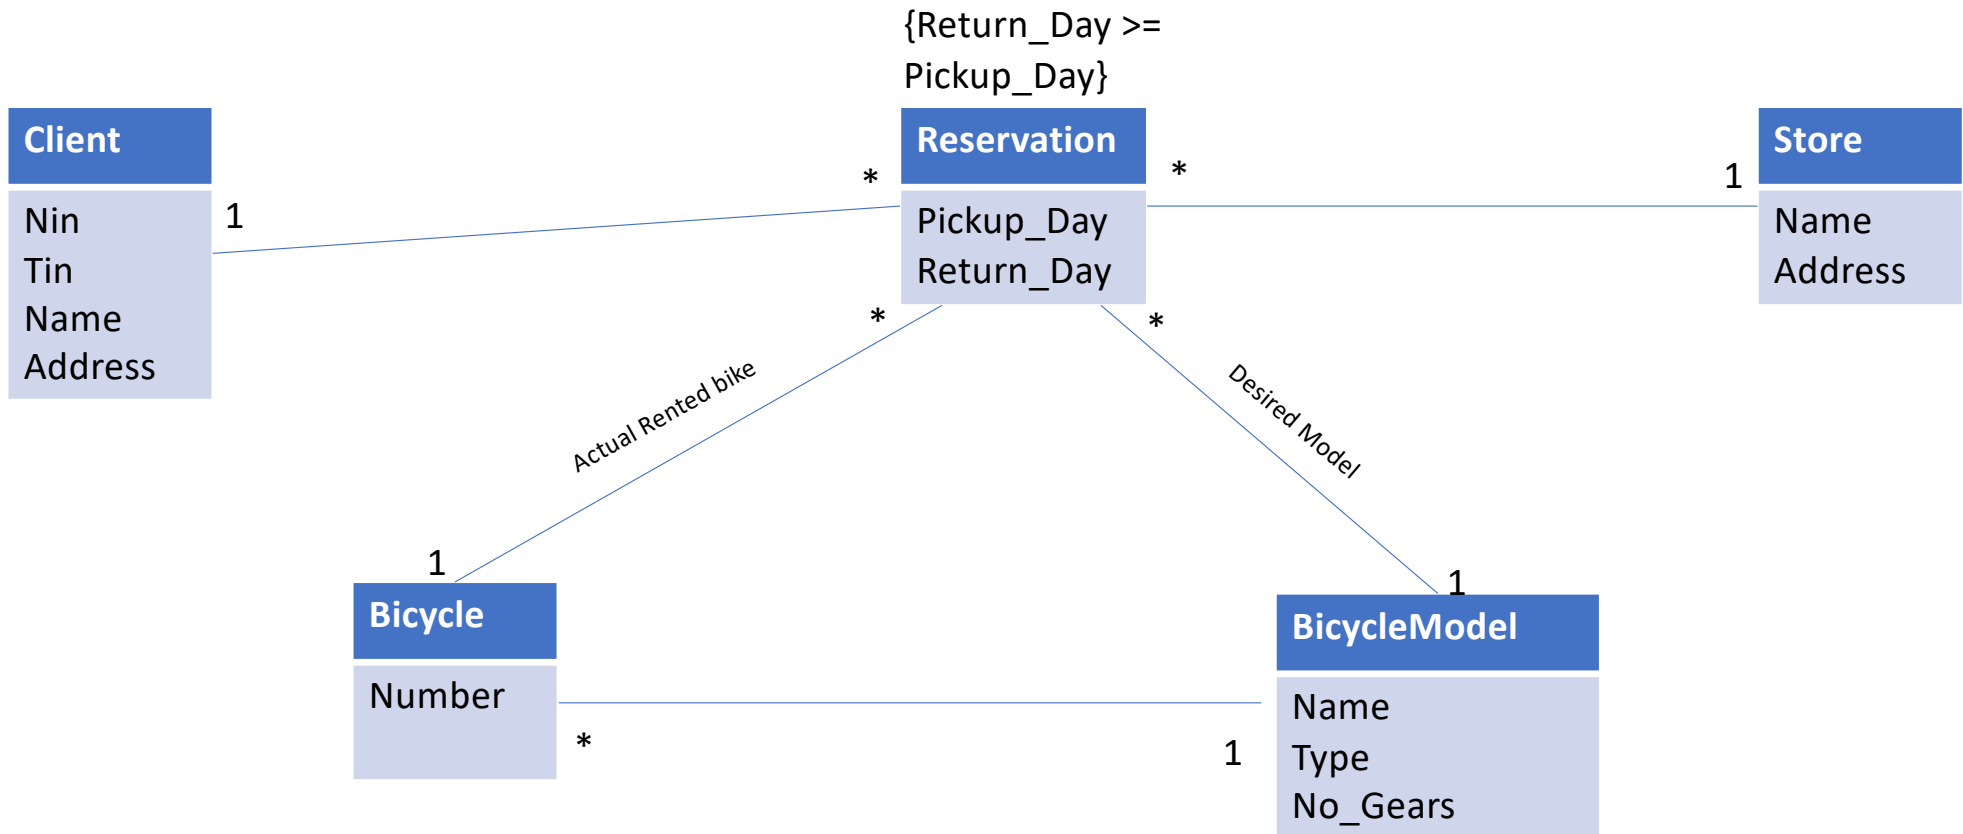 {Return_Day >=
Pickup_Day}
Client
Reservation
Store
*
*
1
1
Nin
Tin
Name
Address
Pickup_Day
Return_Day
Name
Address
*
*
Actual Rented bike
Desired Model
1
1
Bicycle
BicycleModel
Number
*
1
Name
Type
No_Gears